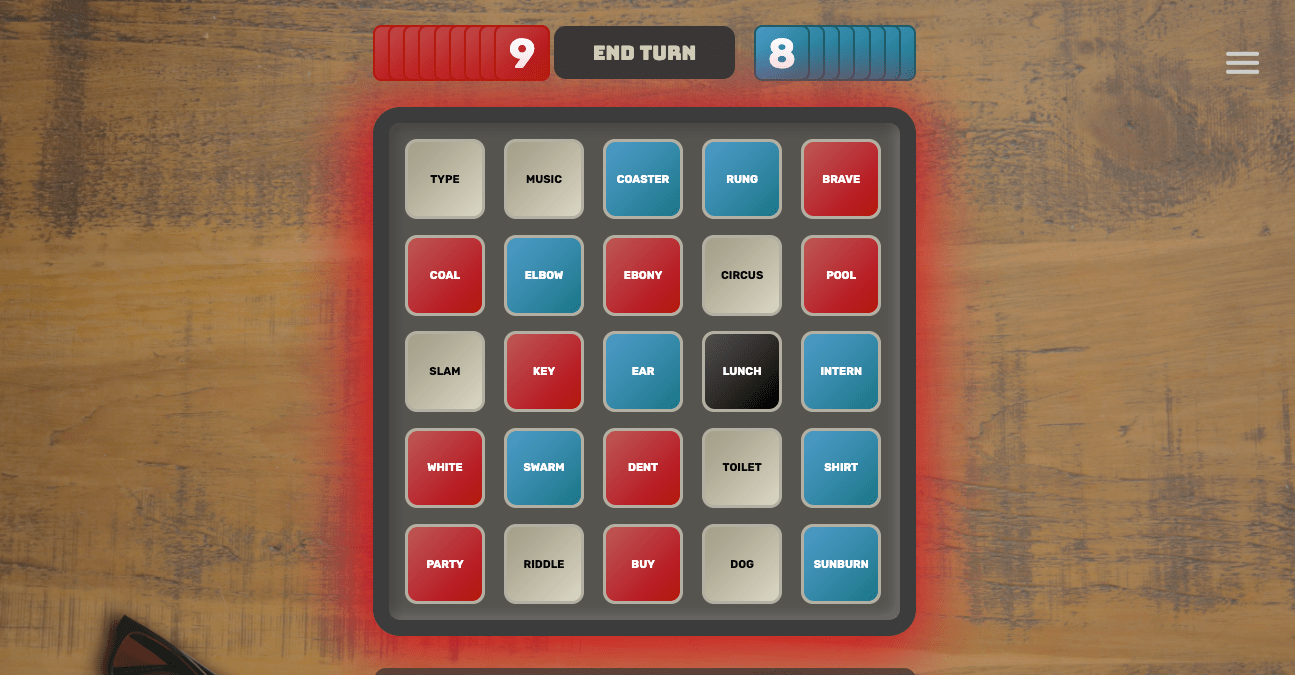 9 END TURN 8
TYPE MUSIC COASTER RUNG BRAVE
COAL ELBOW EBONY CIRCUS POOL
SLAM KEY EAR LUNCH INTERN
WHITE SWARM DENT TOILET SHIRT
PARTY RIDDLE BUY DOG SUNBURN